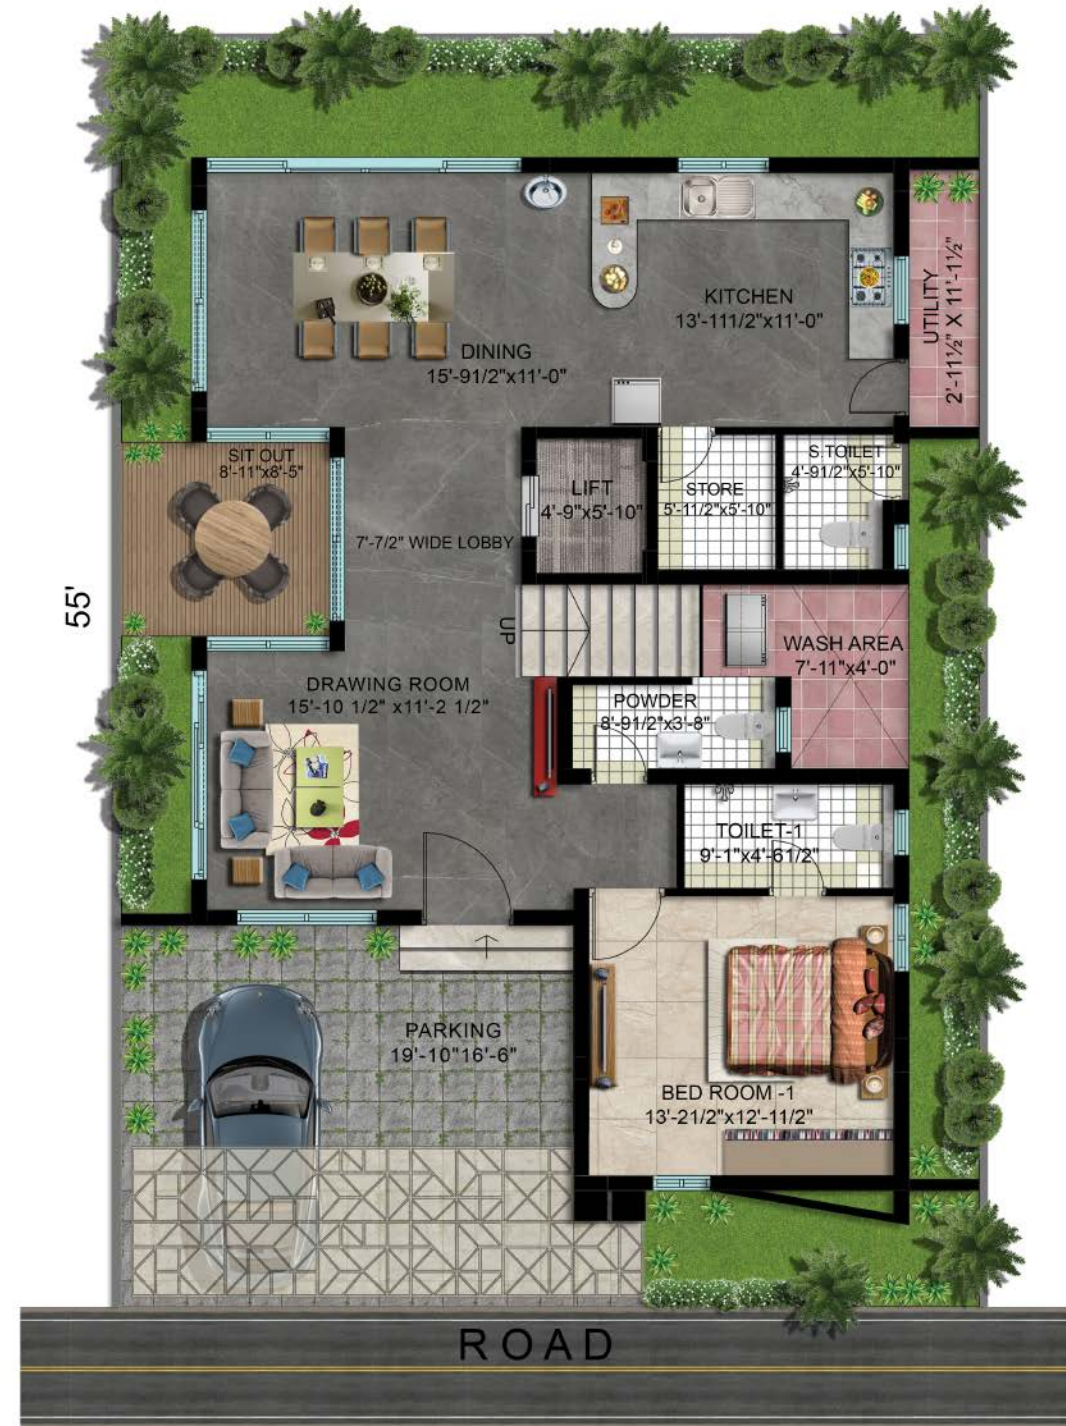 KITCHEN
13'-111/2"x11'-0"
UTILITY
2'-11½" X 11'-1½"
DINING
15'-91/2"x11'-0"
SIT OUT
8'-11"x8'-5"
S.TOILET
4'-91/2"x5'-10"
LIFT
4'-9"x5'-10"
STORE
5'-11/2"x5'-10"
7'-7/2" WIDE LOBBY
55'
UP
WASH AREA
7'-11"x4'-0"
DRAWING ROOM
15'-10 1/2" x11'-2 1/2"
POWDER
8'-91/2"x3'-8"
TOILET-1
9'-1"x4'-61/2"
PARKING
19'-10"16'-6"
BED ROOM -1
13'-21/2"x12'-11/2"
ROAD